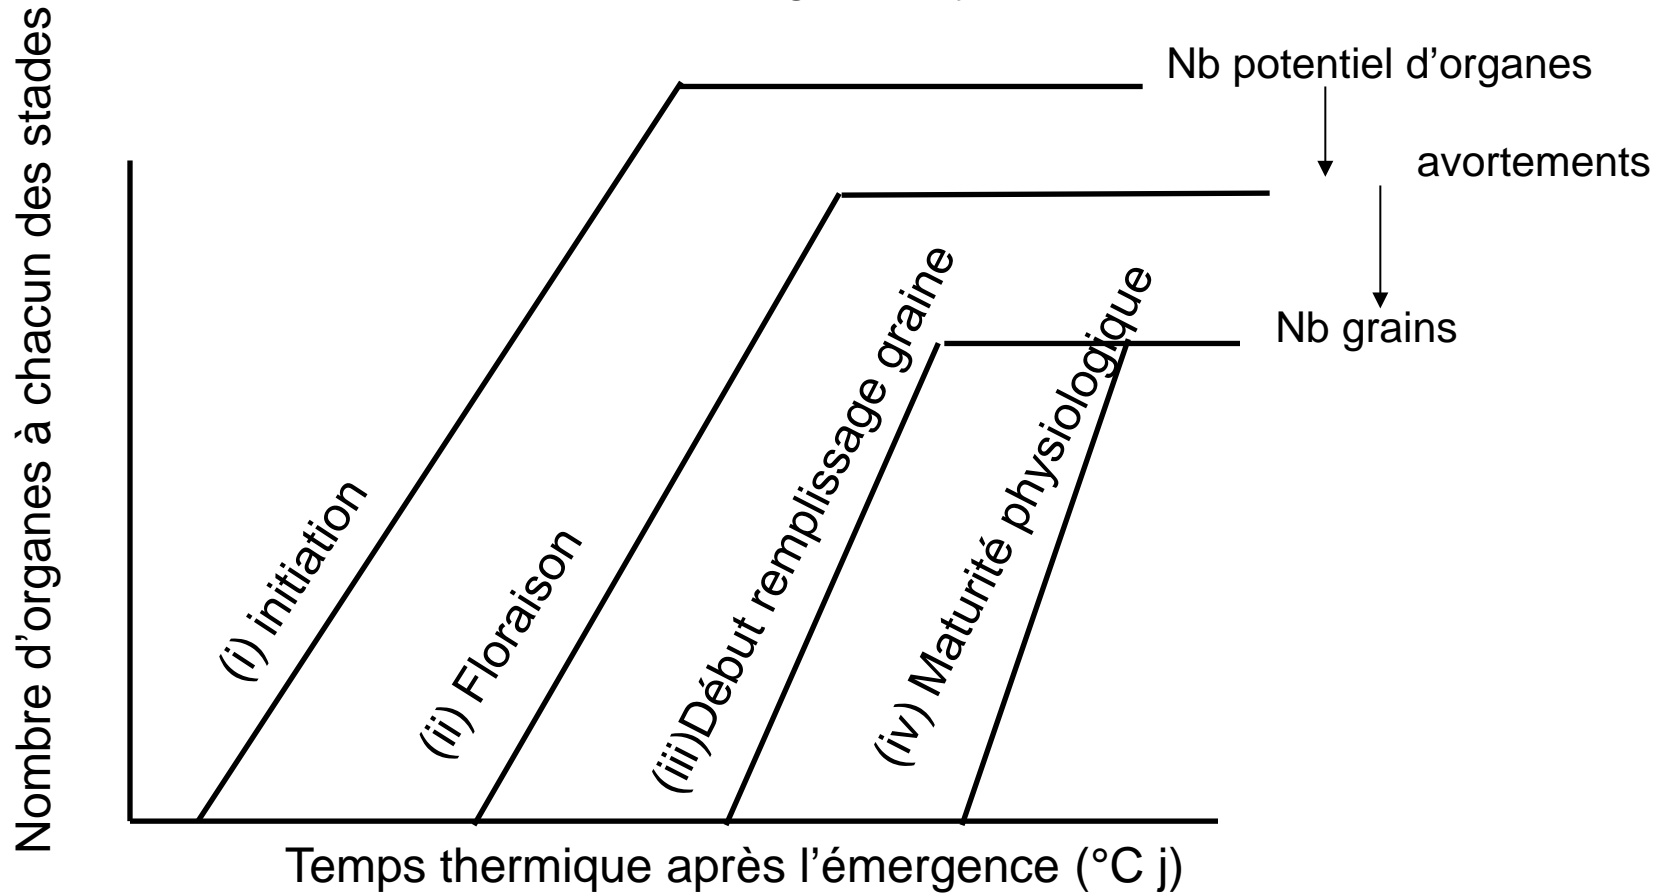 Nb potentiel d’organes
avortements
Nb grains
Nombre d’organes à chacun des stades
(i) initiation
(ii) Floraison
(iii)Début remplissage graine
(iv) Maturité physiologique
Temps thermique après l’émergence (°C j)